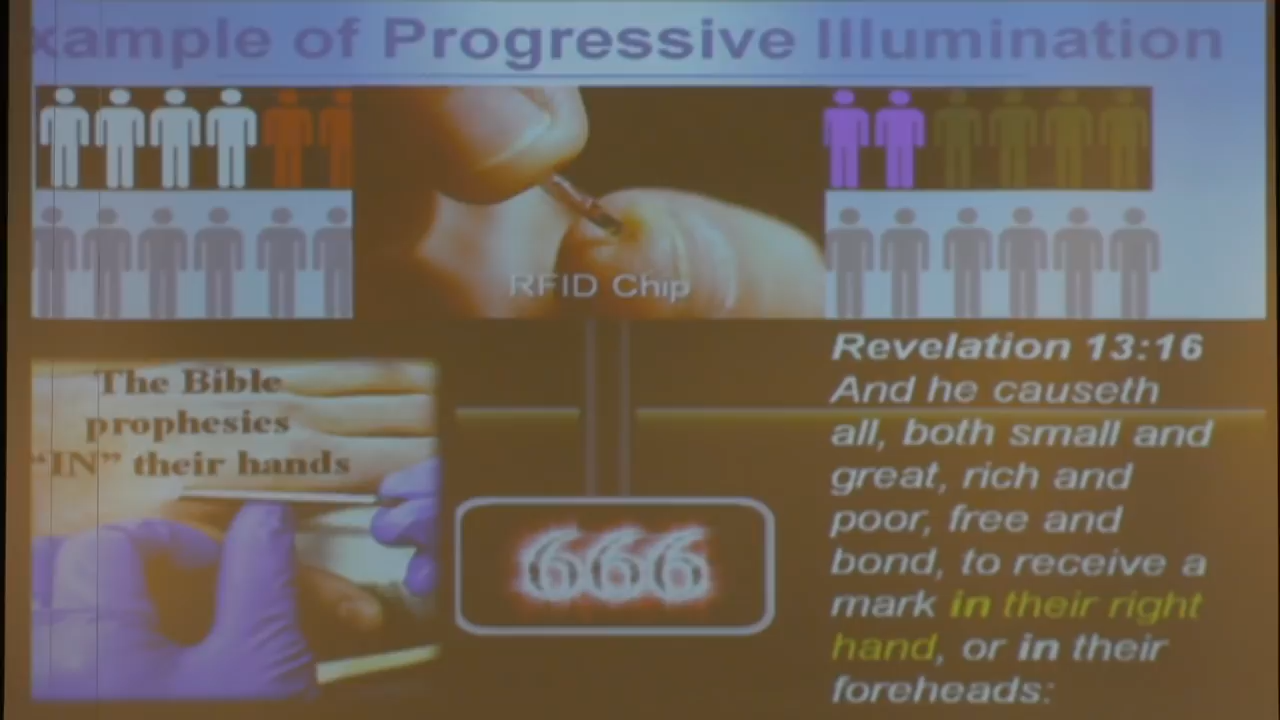 xample of Progressive Illumination
RFID Chip
The Bible
prophesies
“IN” their hands
666
Revelation 13:16
And he causeth
all, both small and
great, rich and
poor, free and
bond, to receive a
mark in their right
hand, or in their
foreheads: